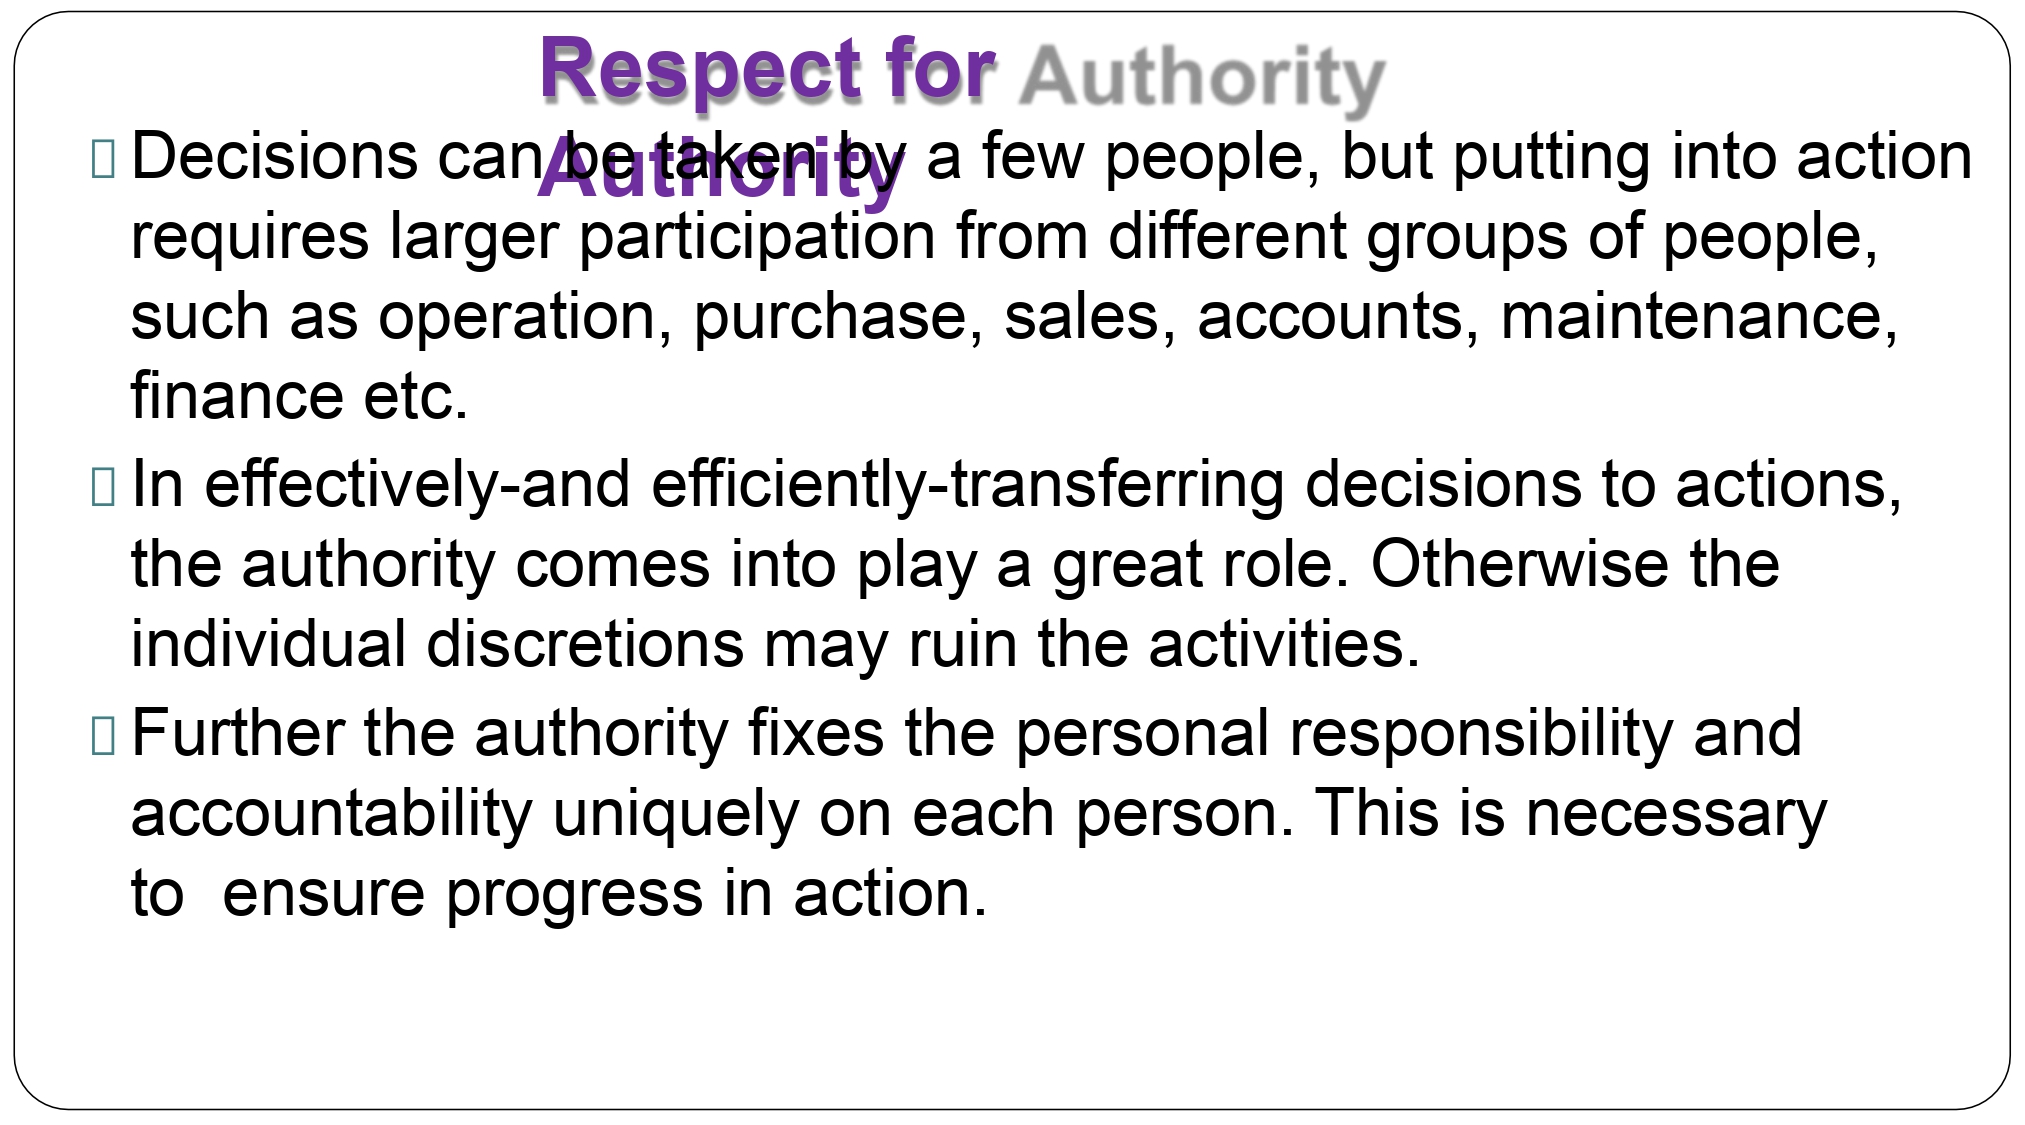 Respect for Authority
Authority
Decisions can be taken by a few people, but putting into action
requires larger participation from different groups of people,
such as operation, purchase, sales, accounts, maintenance,
finance etc.
In effectively-and efficiently-transferring decisions to actions,
the authority comes into play a great role. Otherwise the
individual discretions may ruin the activities.
Further the authority fixes the personal responsibility and
accountability uniquely on each person. This is necessary
to  ensure progress in action.